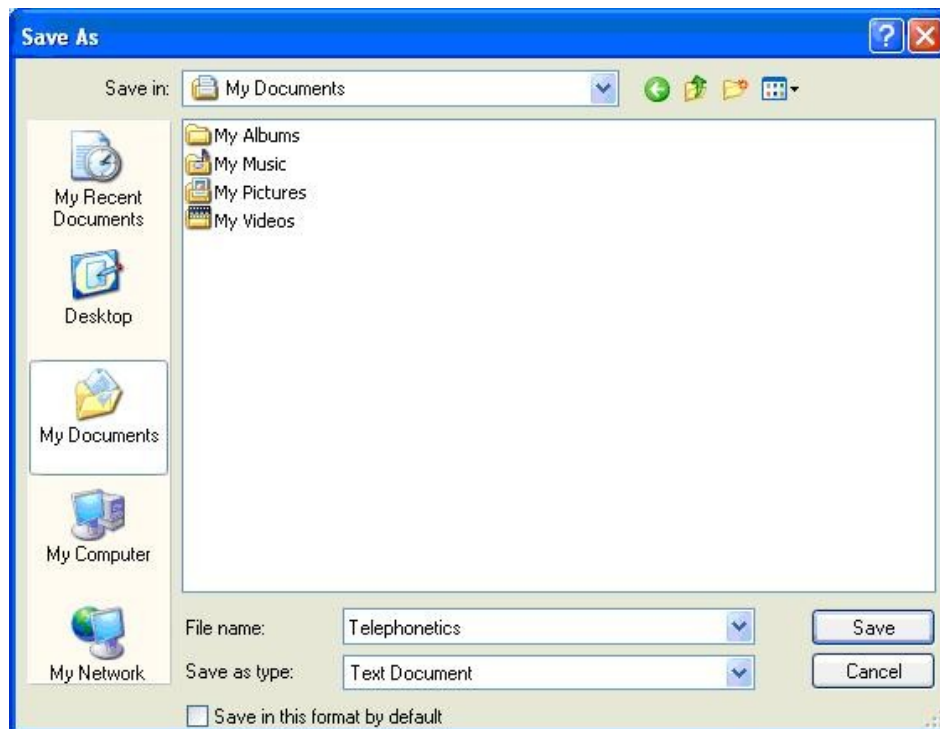 Save As
Save in:
My Documents
My Recent
Documents
Desktop
My Documents
My Computer
My Network
My Albums
My Music
My Pictures
My Videos
File name:
Telephonetics
Save
Save as type:
Text Document
Cancel
Save in this format by default